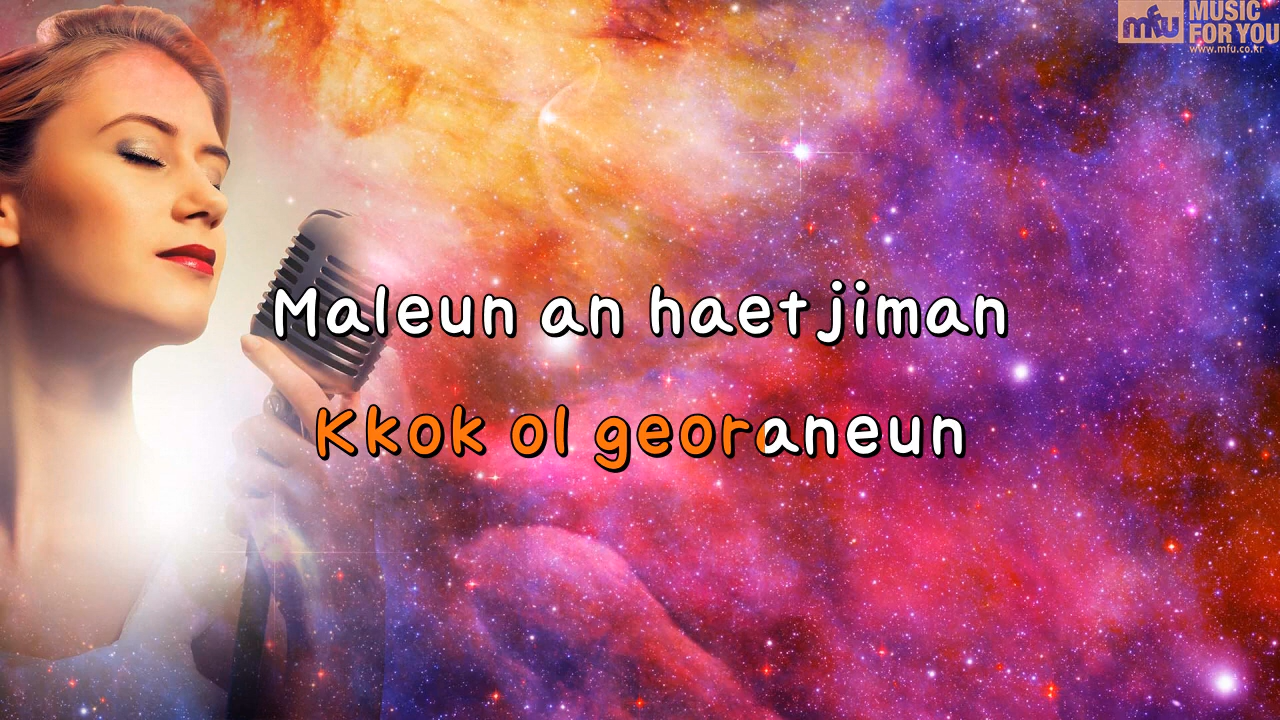 mfu MUSIC
FOR YOU
www.mfu.co.kr
Maleun an haetjiman
Kkok ol georaneun